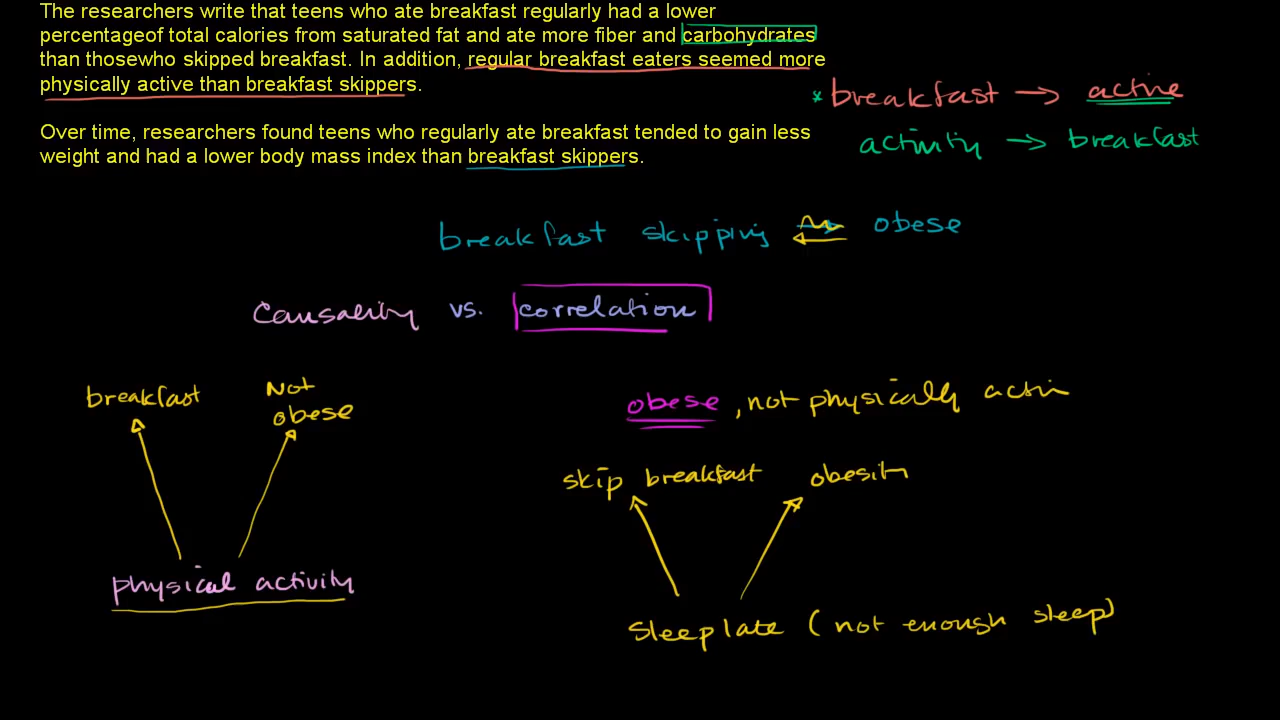 The researchers write that teens who ate breakfast regularly had a lower
percentageof total calories from saturated fat and ate more fiber and carbohydrates
than thosewho skipped breakfast. In addition, regular breakfast eaters seemed more
physically active than breakfast skippers.
* breakfast → active
activity → breakfast
Over time, researchers found teens who regularly ate breakfast tended to gain less
weight and had a lower body mass index than breakfast skippers.
breakfast skipping obese
Causality vs. correlation
breakfast Not obese
obese, not physically activ
skip breakfast obesity
physical activity
Sleep late (not enough sleep)